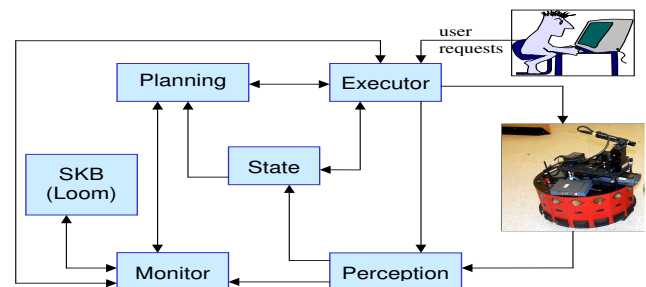 user
requests
Planning
Executor
State
SKB
(Loom)
Monitor
Perception